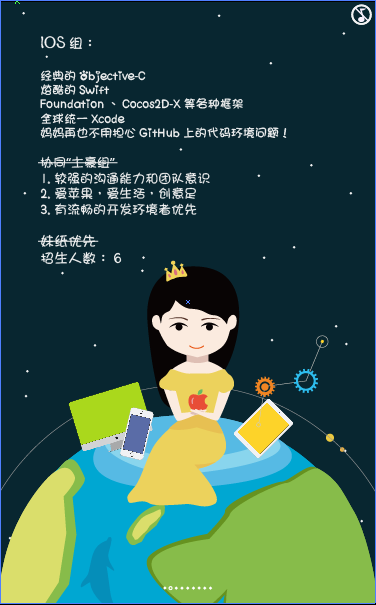 IOS 组：
经典的 Objective-C
炫酷的 Swift
Foundation 、 Cocos2D-X 等各种框架
全球统一 Xcode
妈妈再也不用担心 GitHub 上的代码环境问题！
协同“土豪组”
1. 较强的沟通能力和团队意识
2. 爱苹果，爱生活，创意足
3. 有流畅的开发环境者优先
妹纸优先
招生人数： 6